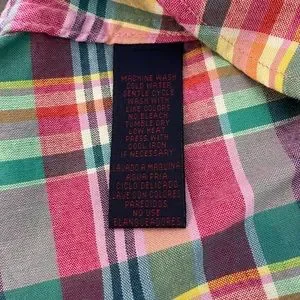 MACHINE WASH
COLD WATER
GENTLE CYCLE
WASH WITH
LIKE COLORS
NO BLEACH
TUMBLE DRY
LOW HEAT
PRESS WITH
COOL IRON
IF NECESSARY
LAVADO A MAQUINA
AGUA FRIA
CICLO DELICADO
LAVE CON COLORES
PARECIDOS
NO USE
BLANQUEADORES